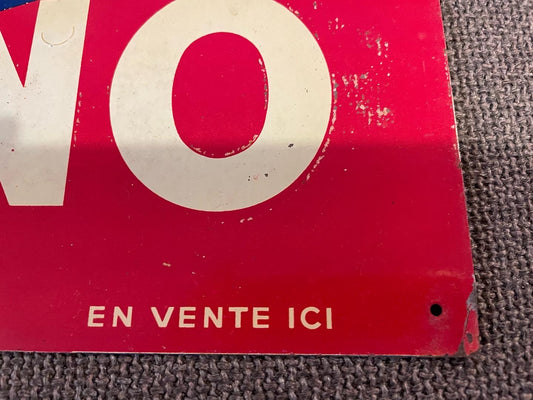 NO
EN VENTE ICI